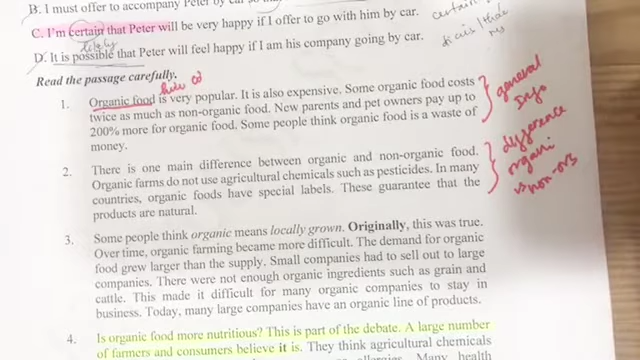 B. I must offer to accompany Peter by car so tha
C. I'm certain that Peter will be very happy if I offer to go with him by car.
likely
D. It is possible that Peter will feel happy if I am his company going by car.
certain
Read the passage carefully.
1. Organic food is very popular. It is also expensive. Some organic food costs
twice as much as non-organic food. New parents and pet owners pay up to
200% more for organic food. Some people think organic food is a waste of
money.
general
2. There is one main difference between organic and non-organic food.
Organic farms do not use agricultural chemicals such as pesticides. In many
countries, organic foods have special labels. These guarantee that the
products are natural.
difference
organi
vs non-org
3. Some people think organic means locally grown. Originally, this was true.
Over time, organic farming became more difficult. The demand for organic
food grew larger than the supply. Small companies had to sell out to large
companies. There were not enough organic ingredients such as grain and
cattle. This made it difficult for many organic companies to stay in
business. Today, many large companies have an organic line of products.
4. Is organic food more nutritious? This is part of the debate. A large number
of farmers and consumers believe it is. They think agricultural chemicals
Many health